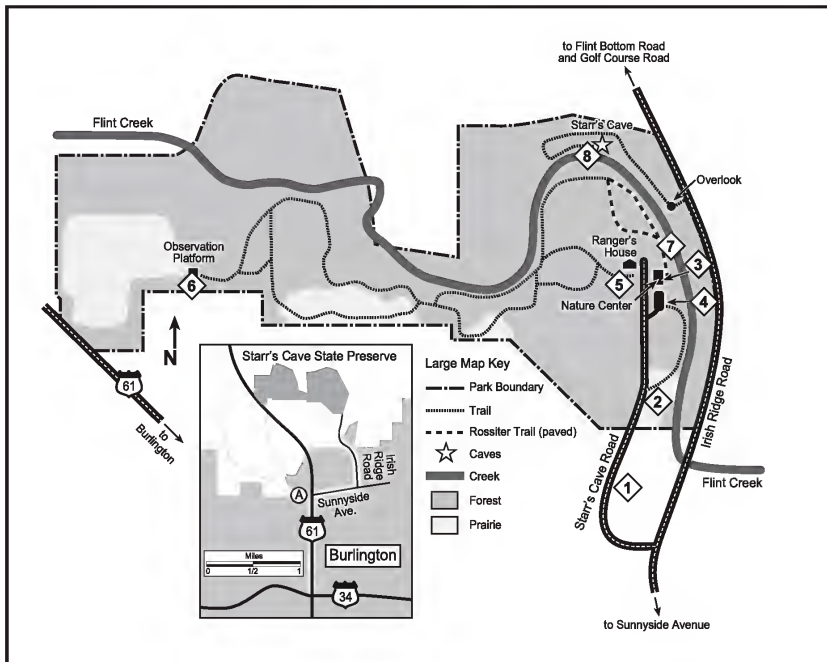 to Flint Bottom Road
and Golf Course Road
Flint Creek
Starr's Cave
8
Overlook
Observation
Platform
6
Ranger's
House
7
3
5
Nature Center
4
N
61
to
Burlington
2
Irish Ridge Road
Starr's Cave Road
1
Flint Creek
to Sunnyside Avenue
Starr's Cave State Preserve
Irish
Ridge
Road
A
Sunnyside
Ave.
61
Burlington
Miles
0 1/2 1
34
Large Map Key
Park Boundary
Trail
Rossiter Trail (paved)
Caves
Creek
Forest
Prairie